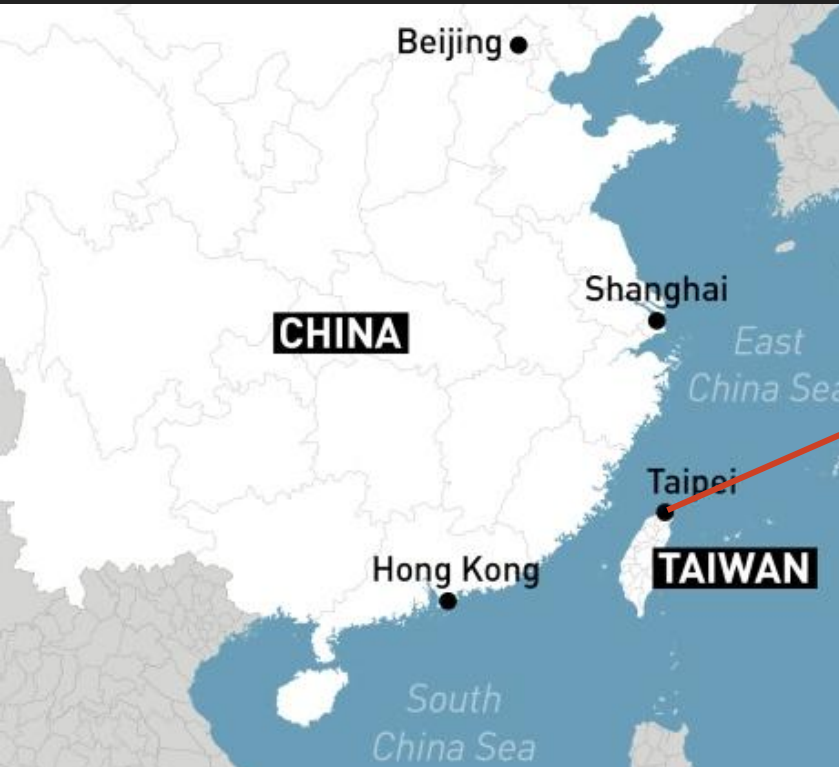 Beijing
Shanghai
CHINA
East
China Sea
Taipei
TAIWAN
Hong Kong
South
China Sea